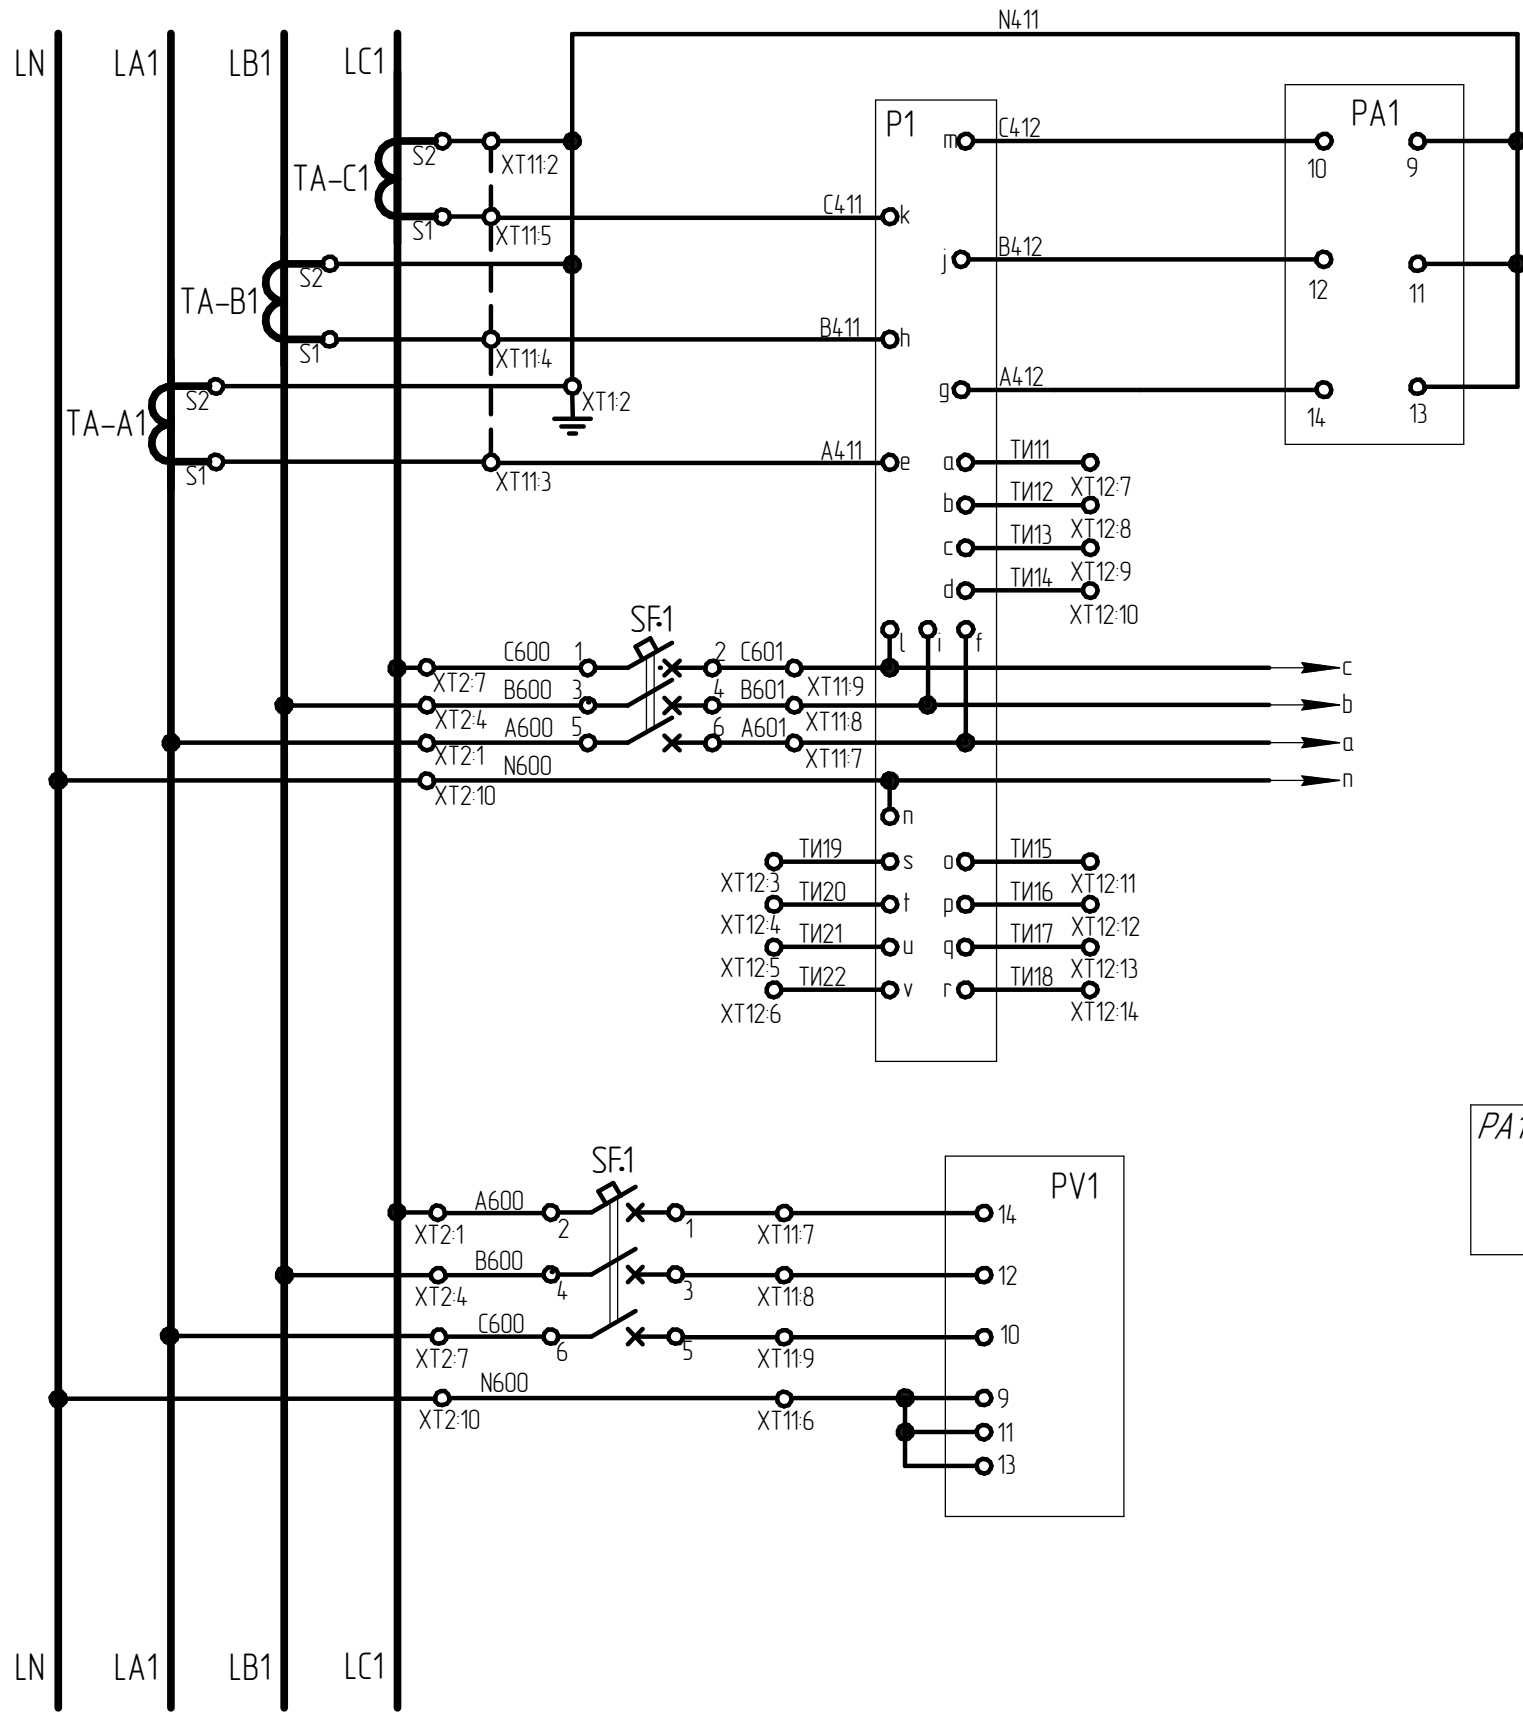 N411
LN LA1 LB1 LC1
P1 PA1
m C412
S2 XT11:2 10 9
TA-C1
C411 k
S1 XT11:5
j B412
S2 12 11
TA-B1
B411 h
S1 XT11:4
g A412
S2 XT1:2 14 13
TA-A1
A411 e a ТИ11
S1 XT11:3 XT12:7
b ТИ12
XT12:8
c ТИ13
XT12:9
d ТИ14
XT12:10
SF1
l i f
C600 1 2 C601 c
XT2:7 XT11:9
B600 3 4 B601 b
XT2:4 XT11:8
A600 5 6 A601 a
XT2:1 XT11:7
N600 n
XT2:10
n
ТИ19 s o ТИ15
XT12:3 XT12:11
ТИ20 t p ТИ16
XT12:4 XT12:12
ТИ21 u q ТИ17
XT12:5 XT12:13
ТИ22 v r ТИ18
XT12:6 XT12:14
PA1
SF1
PV1
A600 14
XT2:1 2 1 XT11:7
B600 12
XT2:4 4 3 XT11:8
C600 10
XT2:7 6 5 XT11:9
N600 9
XT2:10 XT11:6
11
13
LN LA1 LB1 LC1